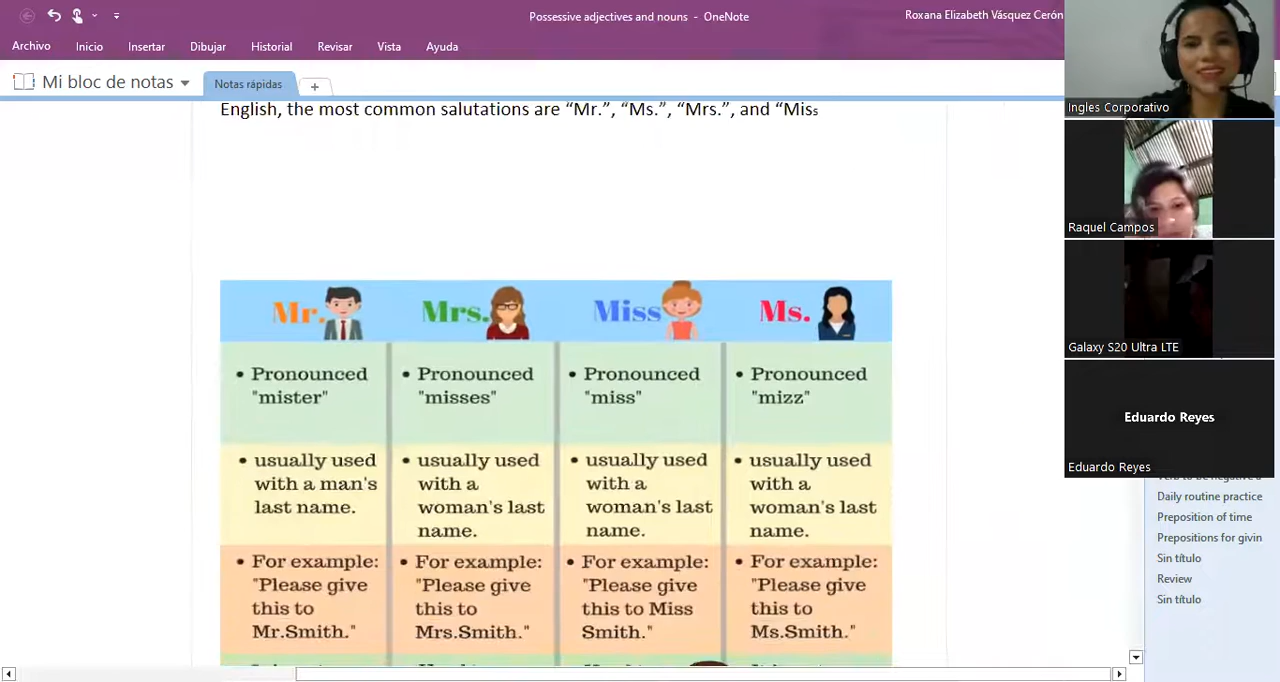 Possessive adjectives and nouns - OneNote
Roxana Elizabeth Vásquez Cerón
Archivo Inicio Insertar Dibujar Historial Revisar Vista Ayuda
Mi bloc de notas
Notas rápidas
+
English, the most common salutations are “Mr.”, “Ms.”, “Mrs.”, and “Miss
Mr. Mrs. Miss Ms.
• Pronounced
"mister"
• Pronounced
"misses"
• Pronounced
"miss"
• Pronounced
"mizz"
• usually used
with a man's
last name.
• usually used
with a
woman's last
name.
• usually used
with a
woman's last
name.
• usually used
with a
woman's last
name.
• For example:
"Please give
this to
Mr.Smith."
• For example:
"Please give
this to
Mrs.Smith."
• For example:
"Please give
this to Miss
Smith."
• For example:
"Please give
this to
Ms.Smith."
Ingles Corporativo
Raquel Campos
Galaxy S20 Ultra LTE
Eduardo Reyes
Eduardo Reyes
Daily routine practice
Preposition of time
Prepositions for givin
Sin título
Review
Sin título